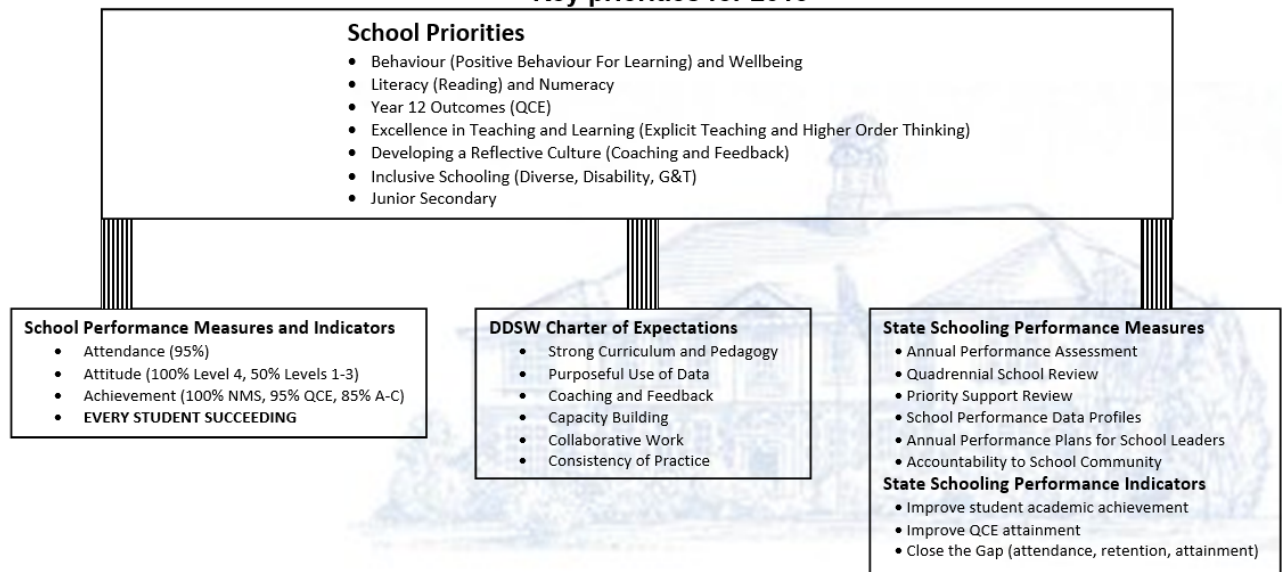 School Priorities
• Behaviour (Positive Behaviour For Learning) and Wellbeing
• Literacy (Reading) and Numeracy
• Year 12 Outcomes (QCE)
• Excellence in Teaching and Learning (Explicit Teaching and Higher Order Thinking)
• Developing a Reflective Culture (Coaching and Feedback)
• Inclusive Schooling (Diverse, Disability, G&T)
• Junior Secondary
School Performance Measures and Indicators
• Attendance (95%)
• Attitude (100% Level 4, 50% Levels 1-3)
• Achievement (100% NMS, 95% QCE, 85% A-C)
• EVERY STUDENT SUCCEEDING
DDSW Charter of Expectations
• Strong Curriculum and Pedagogy
• Purposeful Use of Data
• Coaching and Feedback
• Capacity Building
• Collaborative Work
• Consistency of Practice
State Schooling Performance Measures
• Annual Performance Assessment
• Quadrennial School Review
• Priority Support Review
• School Performance Data Profiles
• Annual Performance Plans for School Leaders
• Accountability to School Community
State Schooling Performance Indicators
• Improve student academic achievement
• Improve QCE attainment
• Close the Gap (attendance, retention, attainment)